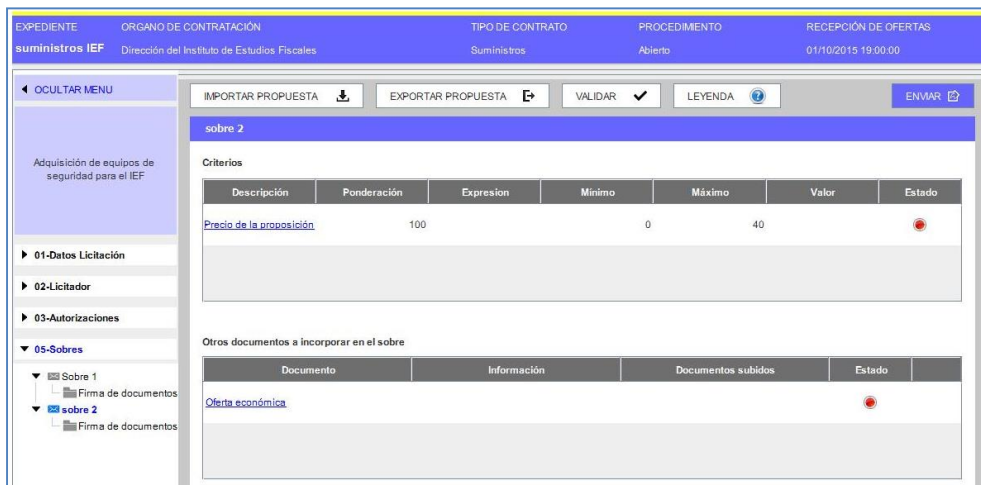 EXPEDIENTE ORGANO DE CONTRATACIÓN TIPO DE CONTRATO PROCEDIMIENTO RECEPCIÓN DE OFERTAS
suministros IEF Dirección del Instituto de Estudios Fiscales Suministros Abierto 01/10/2015 19:00:00
OCULTAR MENU
IMPORTAR PROPUESTA EXPORTAR PROPUESTA VALIDAR LEYENDA ENVIAR
Adquisición de equipos de
seguridad para el IEF
01-Datos Licitación
02-Licitador
03-Autorizaciones
05-Sobres
Sobre 1
Firma de documentos
sobre 2
Firma de documentos
sobre 2
Criterios
Descripción Ponderación Expresion Mínimo Máximo Valor Estado
Precio de la proposición 100 0 40
Otros documentos a incorporar en el sobre
Documento Información Documentos subidos Estado
Oferta económica